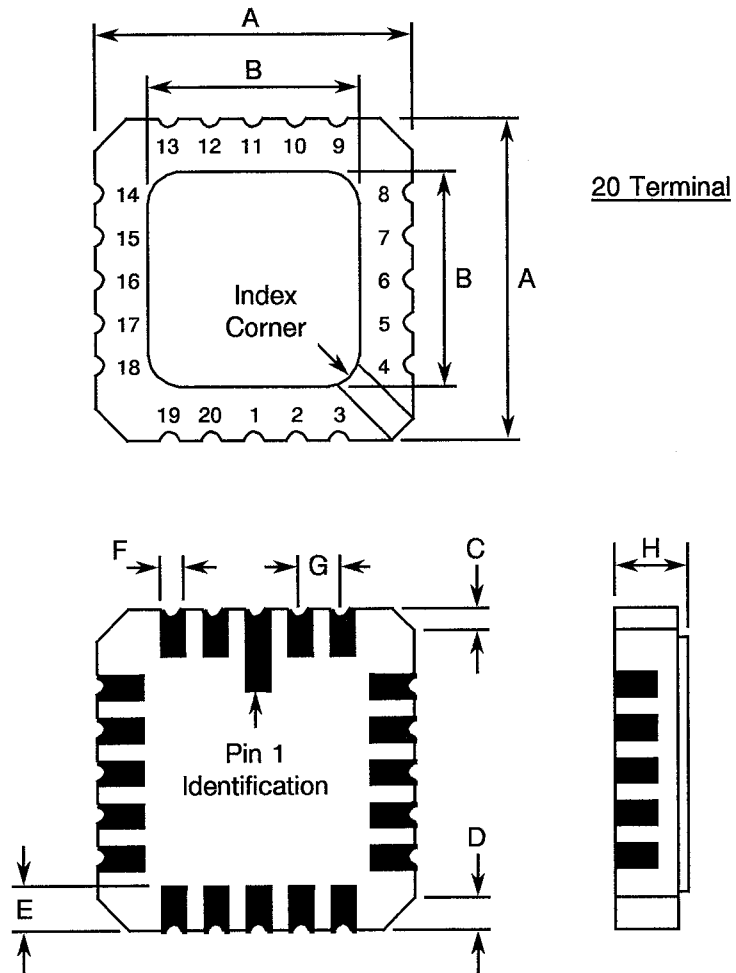 A
B
13 12 11 10 9
20 Terminal
14 8
15 7
16 6
17 5
18 4
B
A
Index
Corner
19 20 1 2 3
F
G
C
H
Pin 1
Identification
D
E